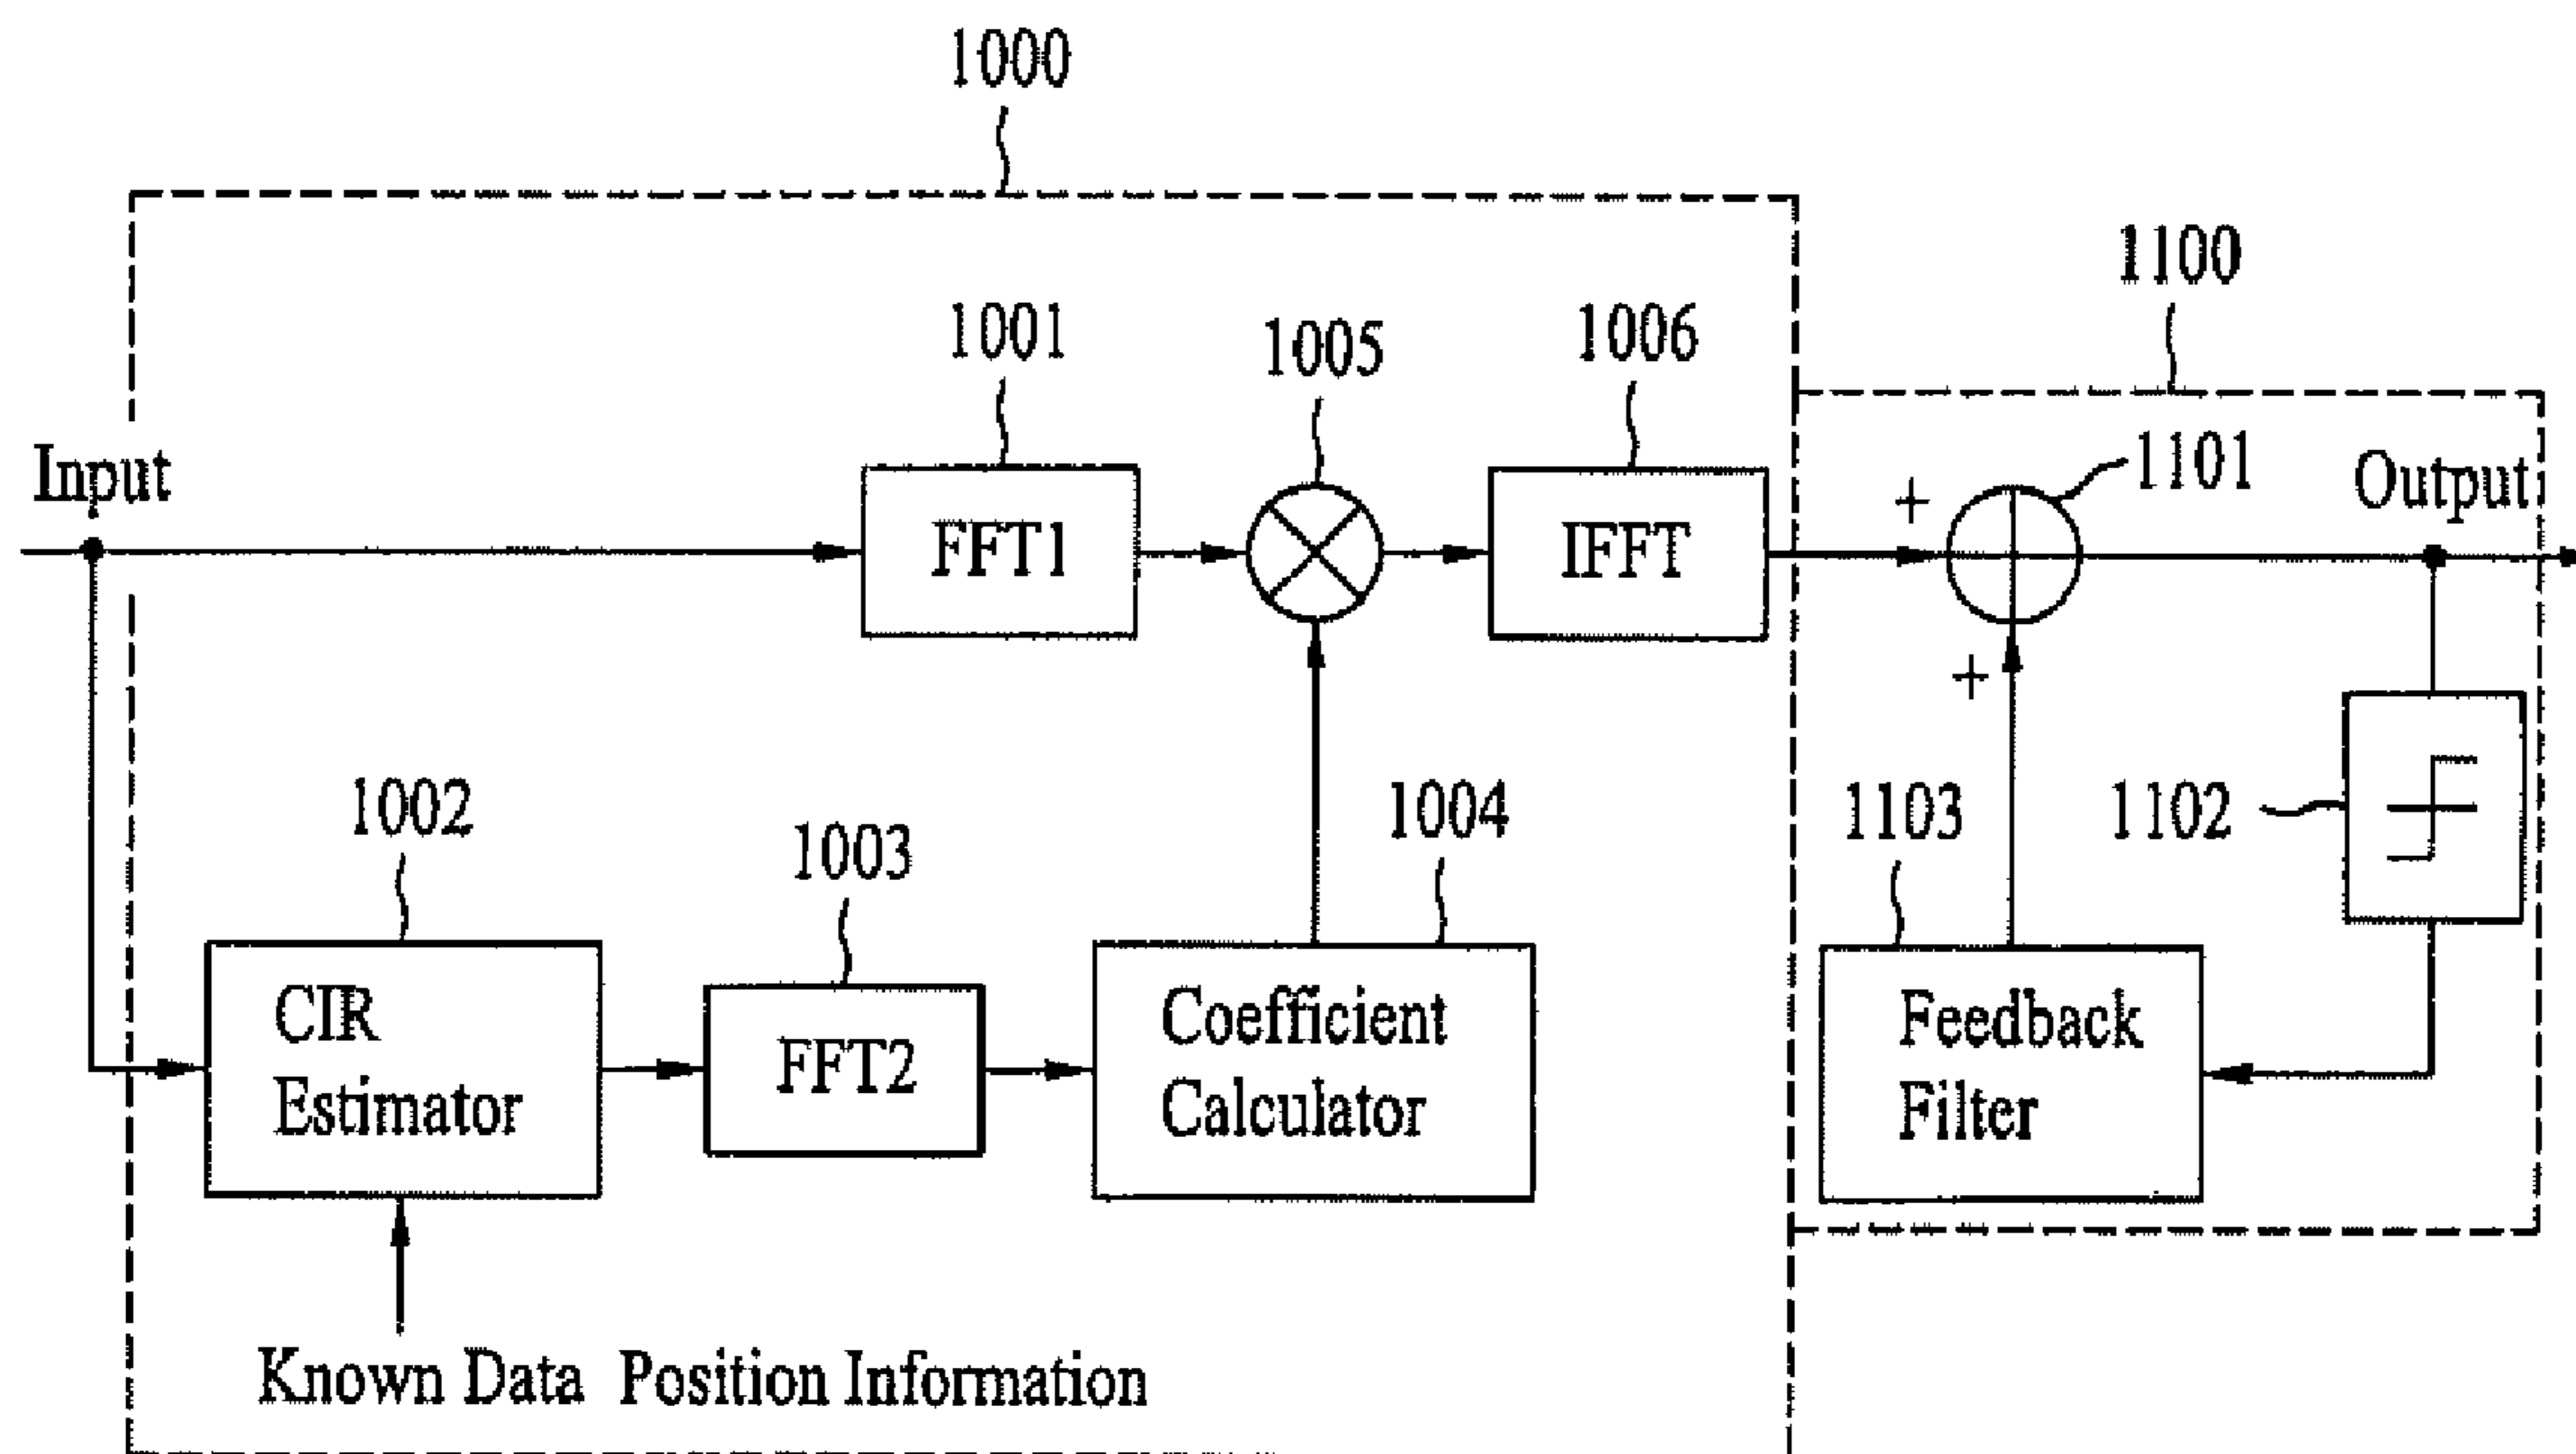 1000
1100
1001
1005
1006
1101
Input
Output
FFT1
IFFT
+
+
1002
1003
1004
1103
1102
CIR
Estimator
FFT2
Coefficient
Calculator
Feedback
Filter
Known Data Position Information